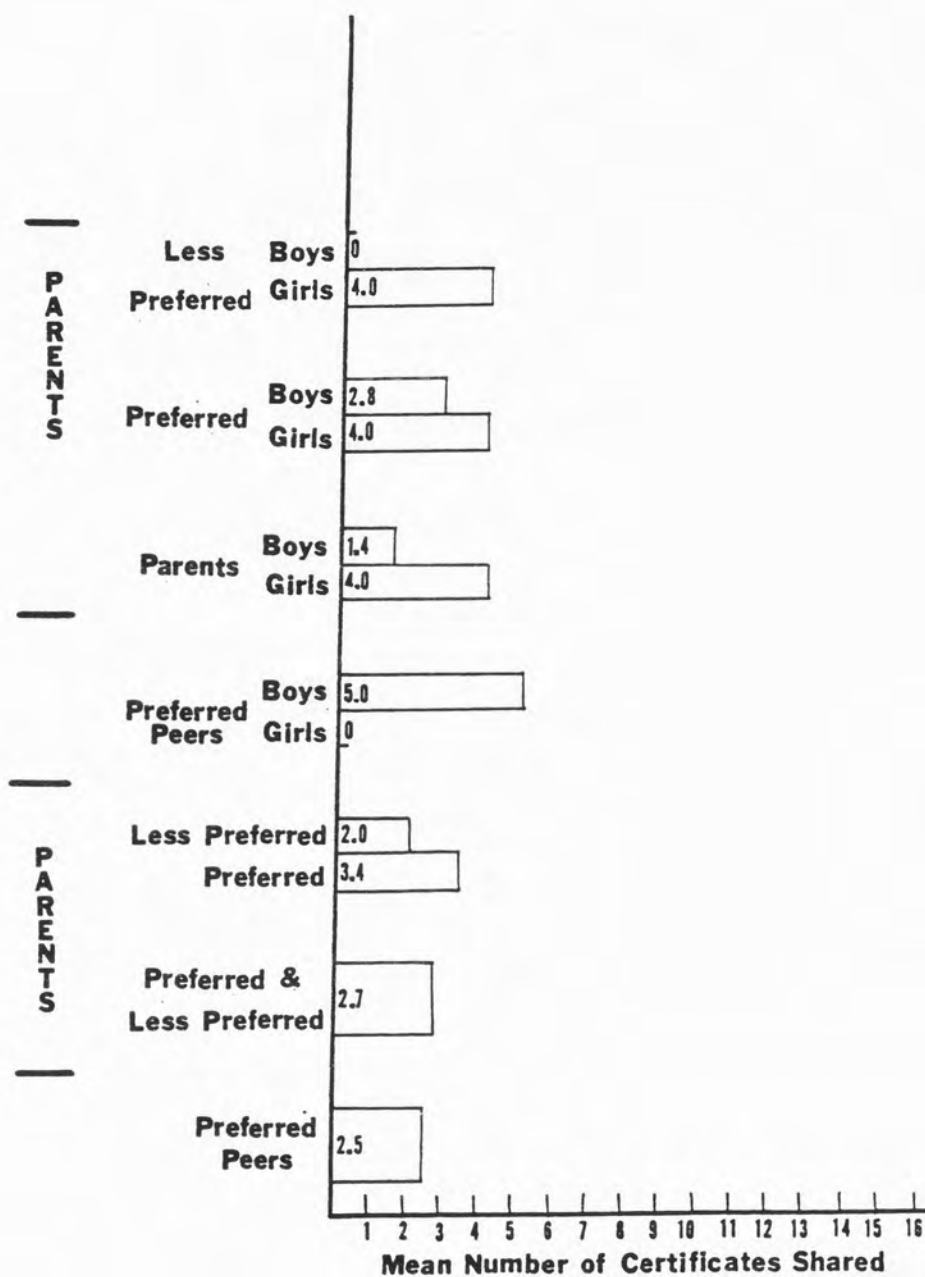 PARENTS
Less Boys 0
Preferred Girls 4.0
Boys 2.8
Preferred
Girls 4.0
Boys 1.4
Parents
Girls 4.0
Boys 5.0
Preferred
Peers Girls 0
PARENTS
Less Preferred 2.0
Preferred 3.4
Preferred &
Less Preferred
2.7
Preferred
Peers
2.5
1 2 3 4 5 6 7 8 9 10 11 12 13 14 15 16
Mean Number of Certificates Shared